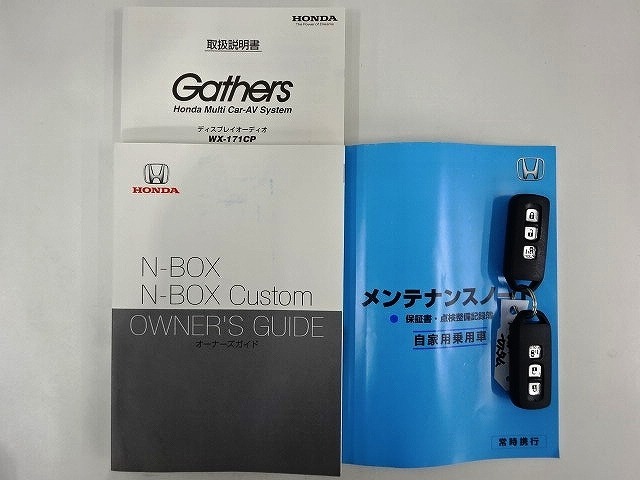 HONDA
The Power of Dreams
取扱説明書
Gathers
Honda Multi Car-AV System
ディスプレイオーディオ
WX-171CP
HONDA
N-BOX
N-BOX Custom
OWNER'S GUIDE
オーナーズガイド
メンテナンスノ
保証書・点検整備記録簿
自家用乗用車
常時携行